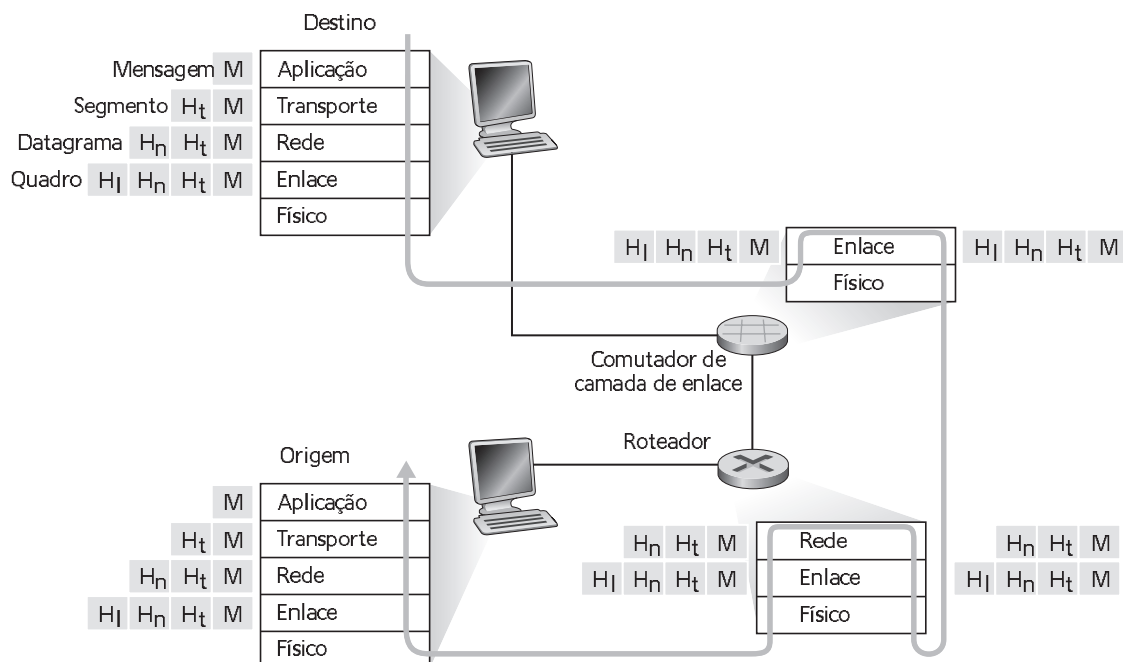 Destino
Mensagem M Aplicação
Segmento Ht M Transporte
Datagrama Hn Ht M Rede
Quadro Hl Hn Ht M Enlace
Físico
Hl Hn Ht M Enlace Hl Hn Ht M
Físico
Comutador de
camada de enlace
Roteador
Origem
M Aplicação
Ht M Transporte
Hn Ht M Rede
Hl Hn Ht M Enlace
Físico
Hn Ht M Rede Hn Ht M
Hl Hn Ht M Enlace Hl Hn Ht M
Físico